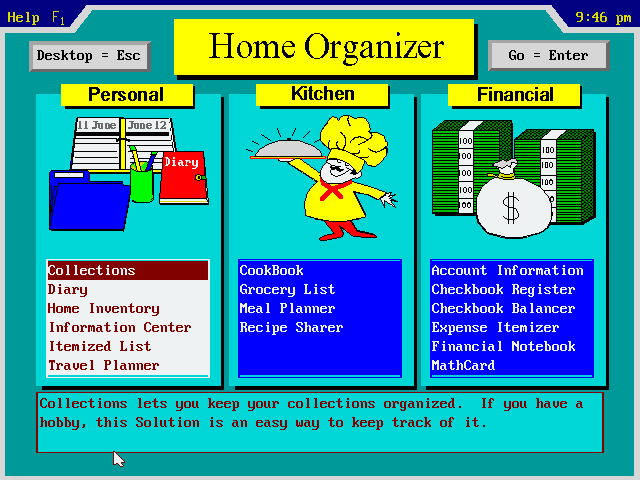 Help F1
9:46 pm
Desktop = Esc
Home Organizer
Go = Enter
Personal
11 June June 12
Diary
Collections
Diary
Home Inventory
Information Center
Itemized List
Travel Planner
Kitchen
CookBook
Grocery List
Meal Planner
Recipe Sharer
Financial
100 100
100 100
100 100
100 100
100
$
Account Information
Checkbook Register
Checkbook Balancer
Expense Itemizer
Financial Notebook
MathCard
Collections lets you keep your collections organized. If you have a
hobby, this Solution is an easy way to keep track of it.